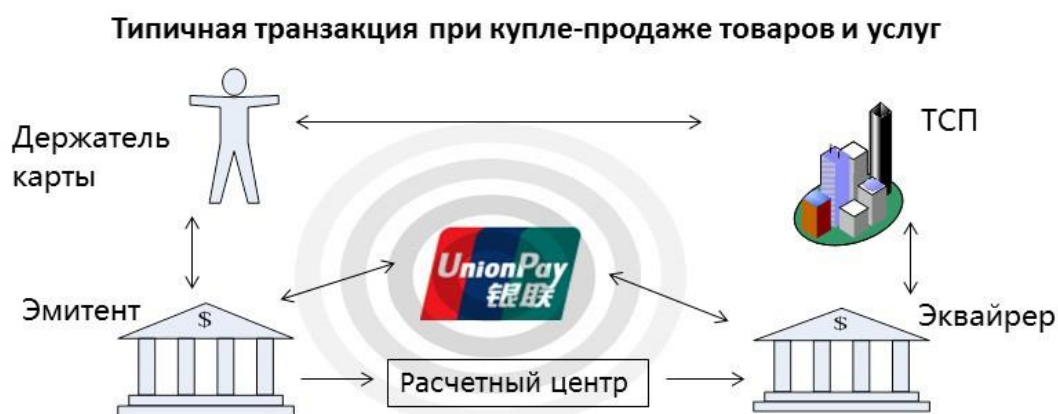 Типичная транзакция при купле-продаже товаров и услуг
Держатель
карты
ТСП
UnionPay
银联
Эмитент
$
Эквайрер
$
Расчетный центр